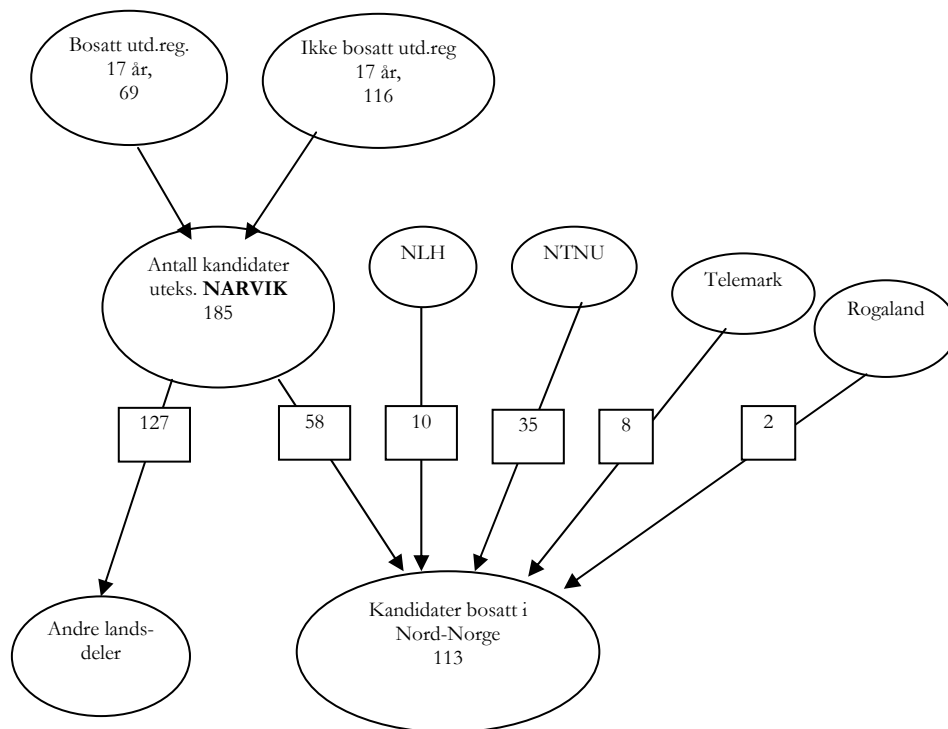 Bosatt utd.reg.
17 år,
69
Ikke bosatt utd.reg
17 år,
116
Antall kandidater
uteks. NARVIK
185
NLH
NTNU
Telemark
Rogaland
127
58
10
35
8
2
Andre lands-
deler
Kandidater bosatt i
Nord-Norge
113